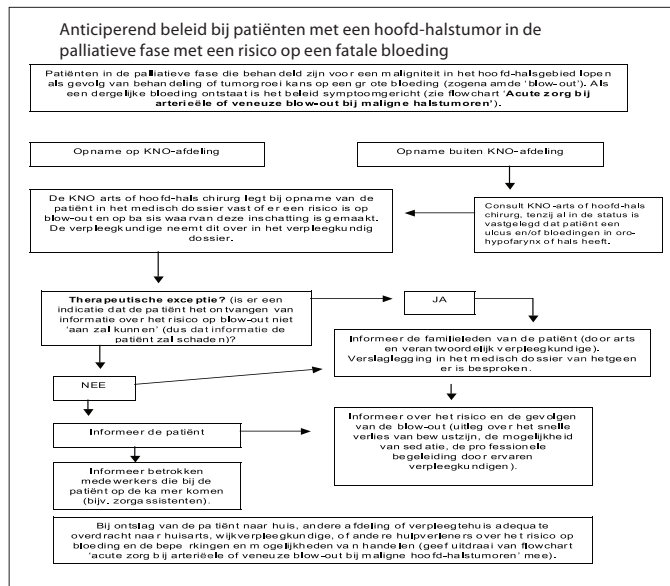 Anticiperend beleid bij patiënten met een hoofd-halstumor in de
palliatieve fase met een risico op een fatale bloeding
Patiënten in de palliatieve fase die behandeld zijn voor een maligniteit in het hoofd-halsgebied lopen
als gevolg van behandeling of tumorgroei kans op een grote bloeding (zogenaamde 'blow-out'). Als
een dergelijke bloeding ontstaat is het beleid symptoomgericht (zie flowchart 'Acute zorg bij
arterieële of veneuze blow-out bij maligne halstumoren').
Opname op KNO-afdeling
Opname buiten KNO-afdeling
De KNO arts of hoofd-hals chirurg legt bij opname van de
patiënt in het medisch dossier vast of er een risico is op
blow-out en op basis waarvan deze inschatting is gemaakt.
De verpleegkundige neemt dit over in het verpleegkundig
dossier.
Consult KNO-arts of hoofd-hals
chirurg, tenzij al in de status is
vastgelegd dat patiënt een
ulcus en/of bloedingen in oro-
hypofarynx of hals heeft.
Therapeutische exceptie? (is er een
indicatie dat de patiënt het ontvangen van
informatie over het risico op blow-out niet
'aan zal kunnen' (dus dat informatie de
patiënt zal schaden)?
JA
Informeer de familieleden van de patiënt (door arts
en verantwoordelijk verpleegkundige).
Verslaglegging in het medisch dossier van hetgeen
er is besproken.
NEE
Informeer de patiënt
Informeer over het risico en de gevolgen
van de blow-out (uitleg over het snelle
verlies van bewustzijn, de mogelijkheid
van sedatie, de professionele
begeleiding door ervaren
verpleegkundigen).
Informeer betrokken
medewerkers die bij de
patiënt op de kamer komen
(bijv. zorgassistenten).
Bij ontslag van de patiënt naar huis, andere afdeling of verpleegtehuis adequate
overdracht naar huisarts, wijkverpleegkundige, of andere hulpverleners over het risico op
bloeding en de beperkingen en mogelijkheden van handelen (geef uitdraai van flowchart
'acute zorg bij arterieële of veneuze blow-out bij maligne hoofd-halstumoren' mee).